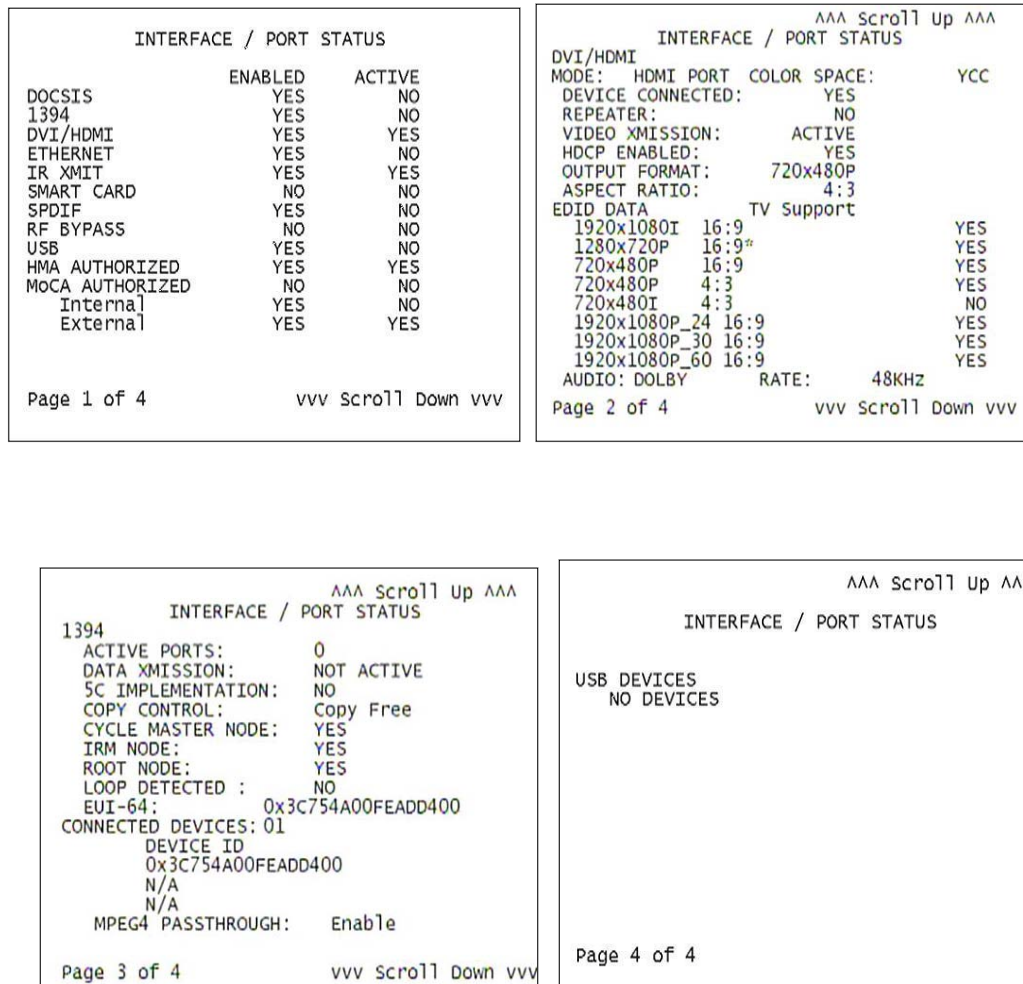 INTERFACE / PORT STATUS
ENABLED ACTIVE
DOCSIS YES NO
1394 YES NO
DVI/HDMI YES YES
ETHERNET YES NO
IR XMIT YES YES
SMART CARD NO NO
SPDIF YES NO
RF BYPASS NO NO
USB YES NO
HMA AUTHORIZED YES YES
MoCA AUTHORIZED NO NO
Internal YES NO
External YES YES
Page 1 of 4 vvv Scroll Down vvv
ΛΛΛ Scroll Up ΛΛΛ
INTERFACE / PORT STATUS
DVI/HDMI
MODE: HDMI PORT COLOR SPACE: YCC
DEVICE CONNECTED: YES
REPEATER: NO
VIDEO XMISSION: ACTIVE
HDCP ENABLED: YES
OUTPUT FORMAT: 720x480P
ASPECT RATIO: 4:3
EDID DATA TV Support
1920x1080I 16:9 YES
1280x720P 16:9* YES
720x480P 16:9 YES
720x480P 4:3 YES
720x480I 4:3 NO
1920x1080P_24 16:9 YES
1920x1080P_30 16:9 YES
1920x1080P_60 16:9 YES
AUDIO: DOLBY RATE: 48KHz
Page 2 of 4 vvv Scroll Down vvv
ΛΛΛ Scroll Up ΛΛΛ
INTERFACE / PORT STATUS
1394
ACTIVE PORTS: 0
DATA XMISSION: NOT ACTIVE
5C IMPLEMENTATION: NO
COPY CONTROL: Copy Free
CYCLE MASTER NODE: YES
IRM NODE: YES
ROOT NODE: YES
LOOP DETECTED : NO
EUI-64: 0x3C754A00FEADD400
CONNECTED DEVICES: 01
DEVICE ID
0x3C754A00FEADD400
N/A
N/A
MPEG4 PASSTHROUGH: Enable
Page 3 of 4 vvv Scroll Down vvv
ΛΛΛ Scroll Up ΛΛ
INTERFACE / PORT STATUS
USB DEVICES
NO DEVICES
Page 4 of 4